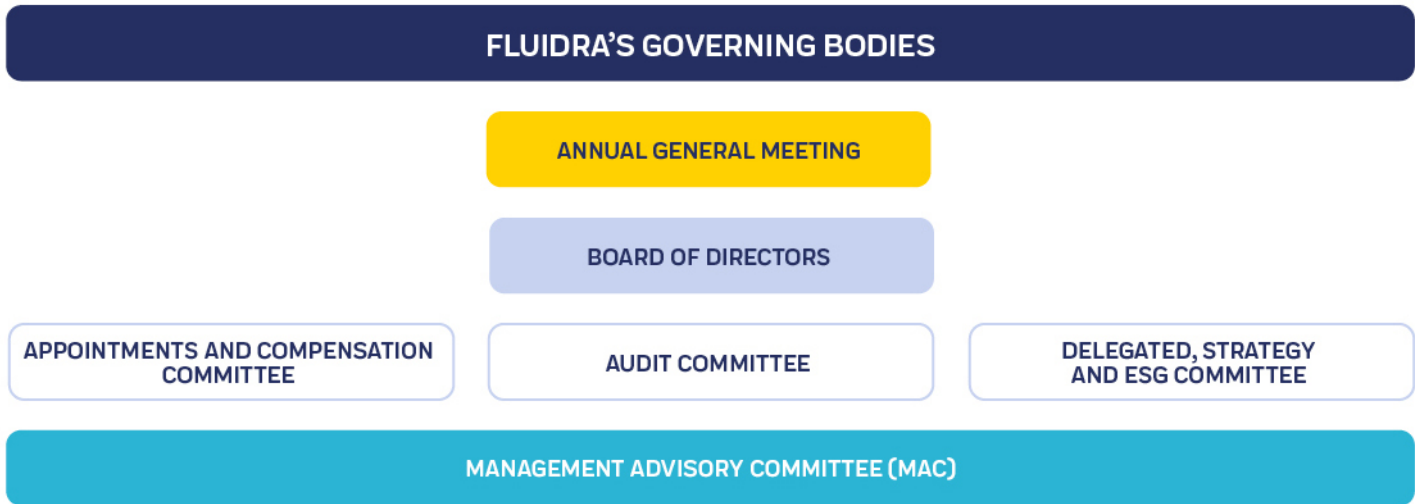 FLUIDRA’S GOVERNING BODIES
ANNUAL GENERAL MEETING
BOARD OF DIRECTORS
APPOINTMENTS AND COMPENSATION
COMMITTEE
AUDIT COMMITTEE
DELEGATED, STRATEGY
AND ESG COMMITTEE
MANAGEMENT ADVISORY COMMITTEE (MAC)